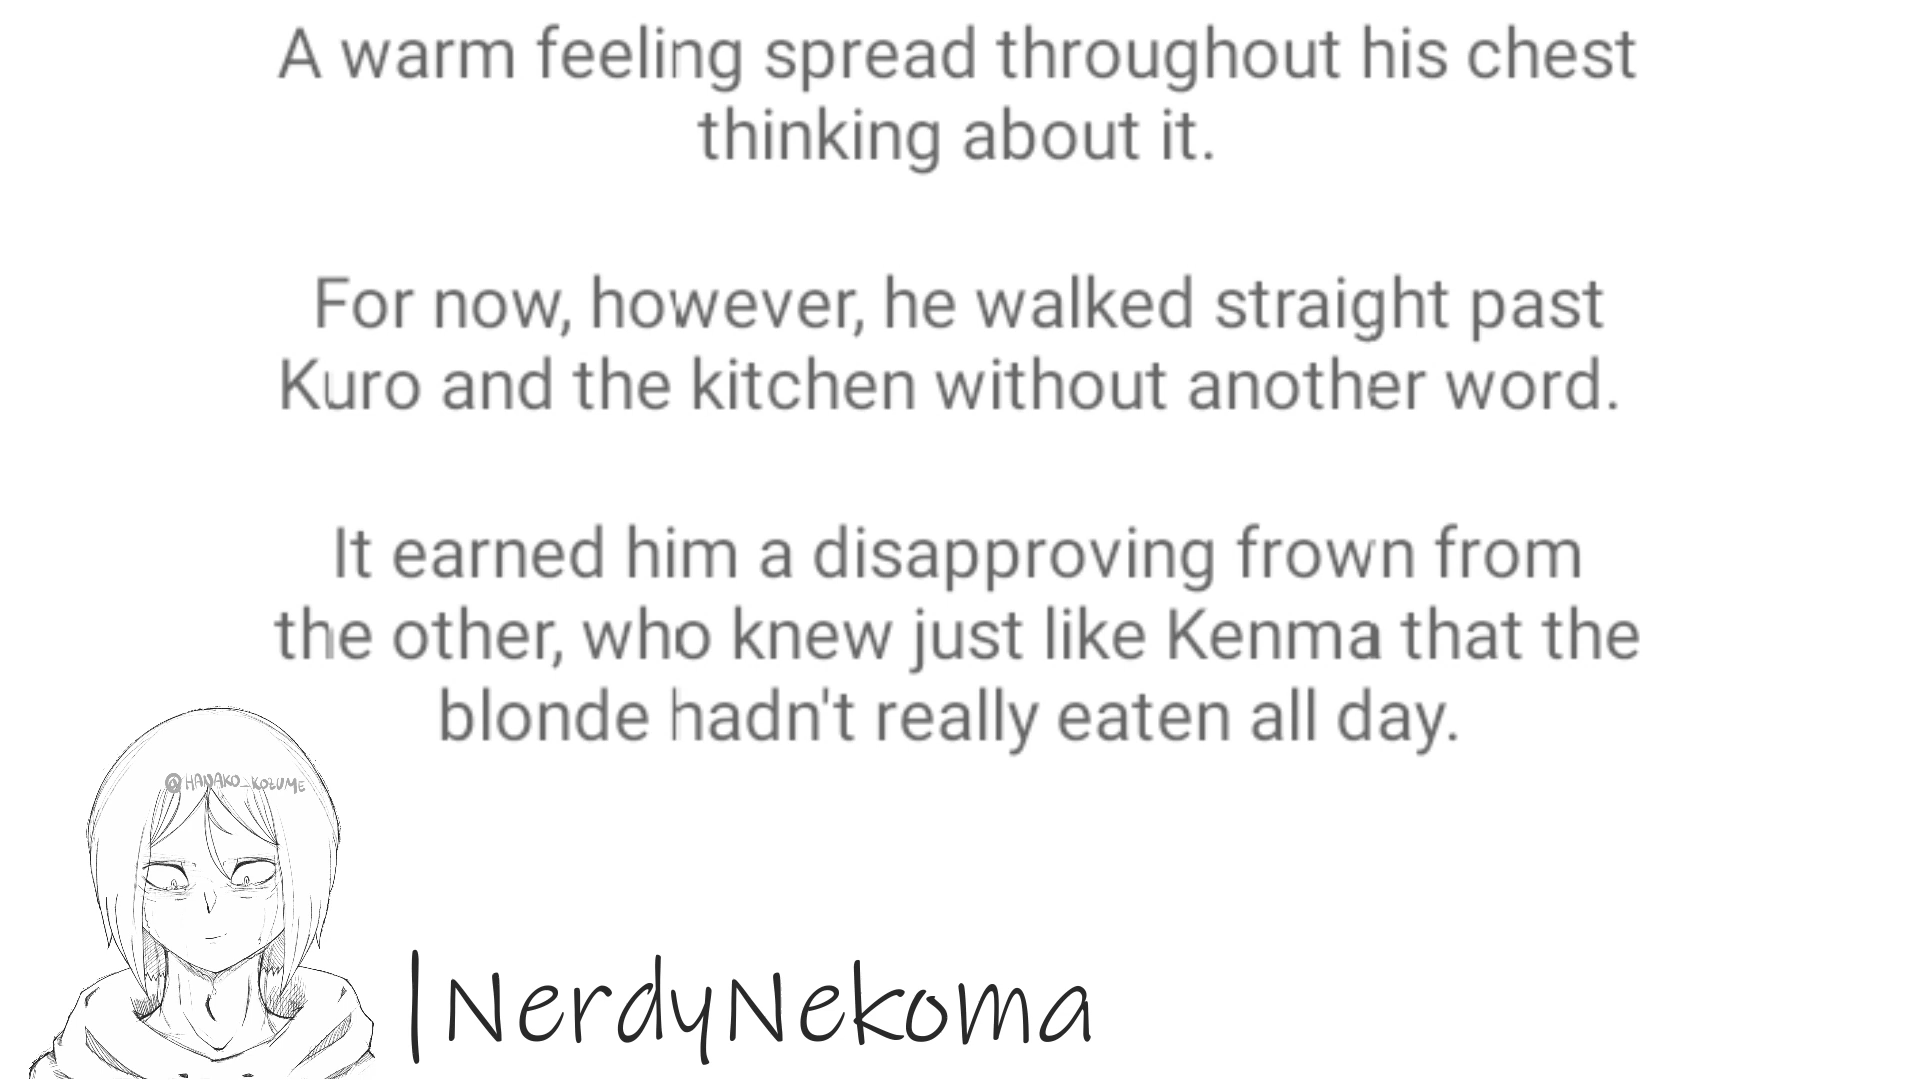 A warm feeling spread throughout his chest
thinking about it.
For now, however, he walked straight past
Kuro and the kitchen without another word.
It earned him a disapproving frown from
the other, who knew just like Kenma that the
blonde hadn't really eaten all day.
@HANAKO_KOZUME
|NerdyNekoma